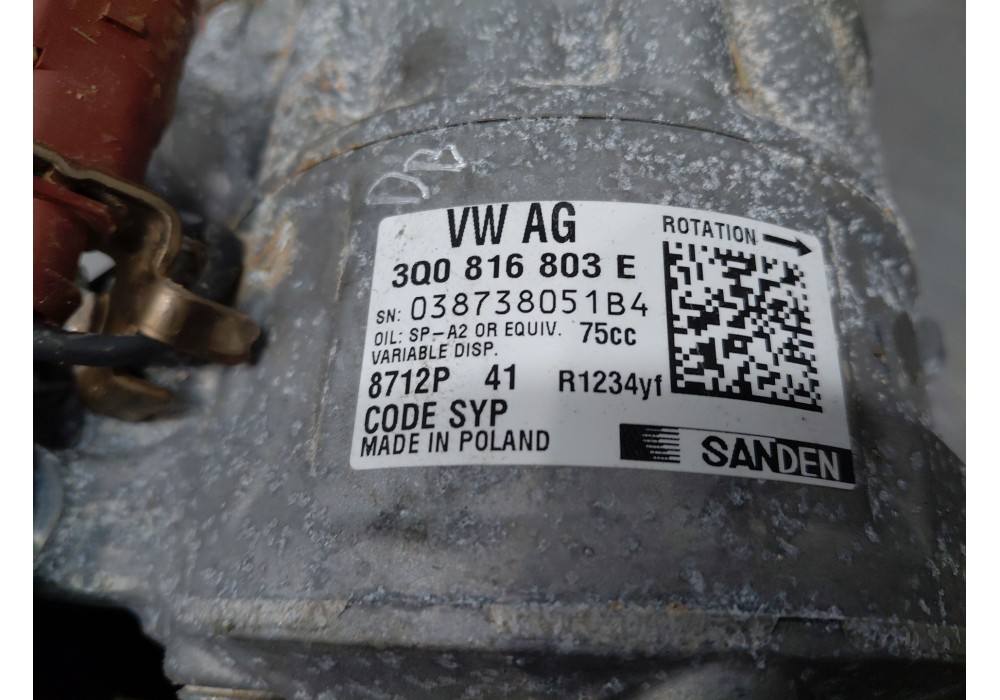 DB
VW AG
ROTATION
3Q0 816 803 E
SN: 038738051B4
OIL: SP-A2 OR EQUIV. 75cc
VARIABLE DISP.
8712P 41 R1234yf
CODE SYP
MADE IN POLAND
SANDEN